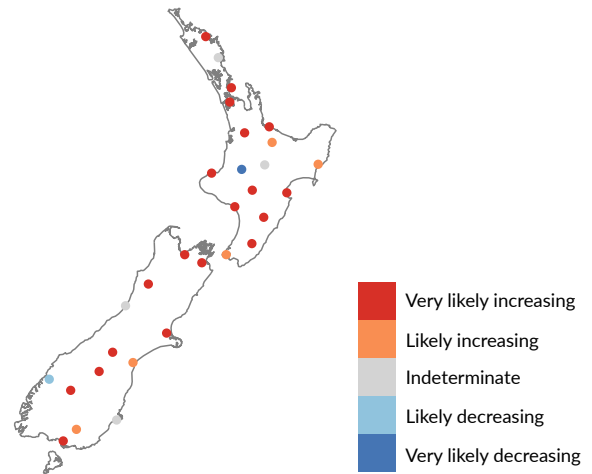 Very likely increasing
Likely increasing
Indeterminate
Likely decreasing
Very likely decreasing